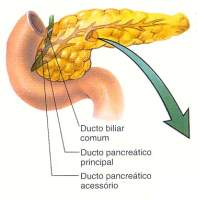 Ducto biliar
comum
Ducto pancreático
principal
Ducto pancreático
acessório